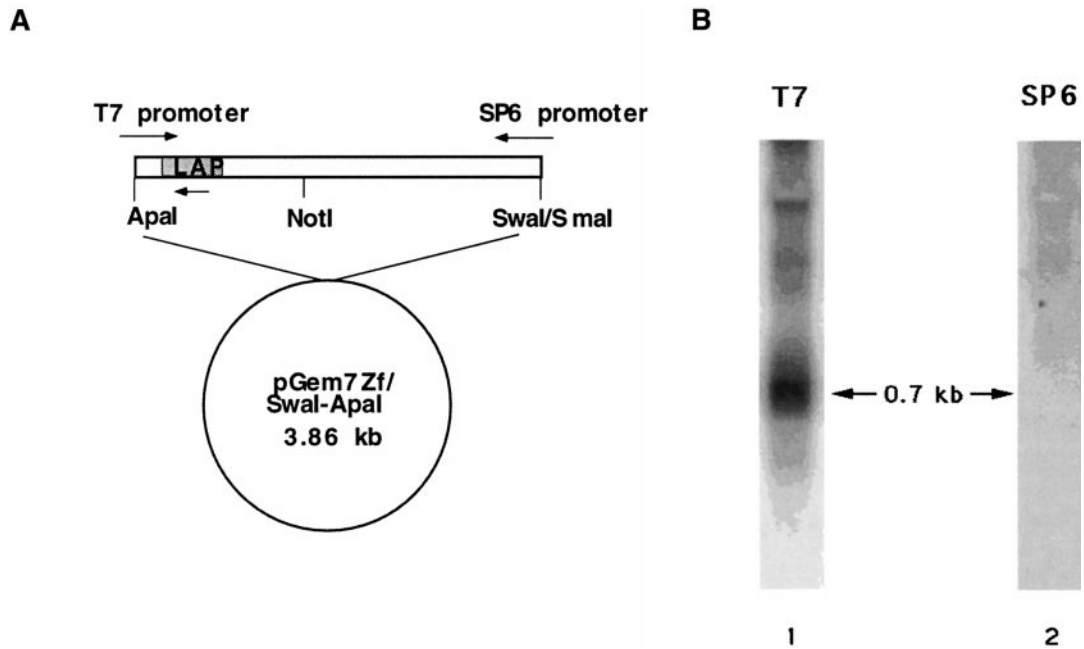 A
T7 promoter
SP6 promoter
LAP
ApaI
NotI
SwaI/SmaI
pGem7Zf/
SwaI-ApaI
3.86 kb
B
T7
SP6
0.7 kb
1
2